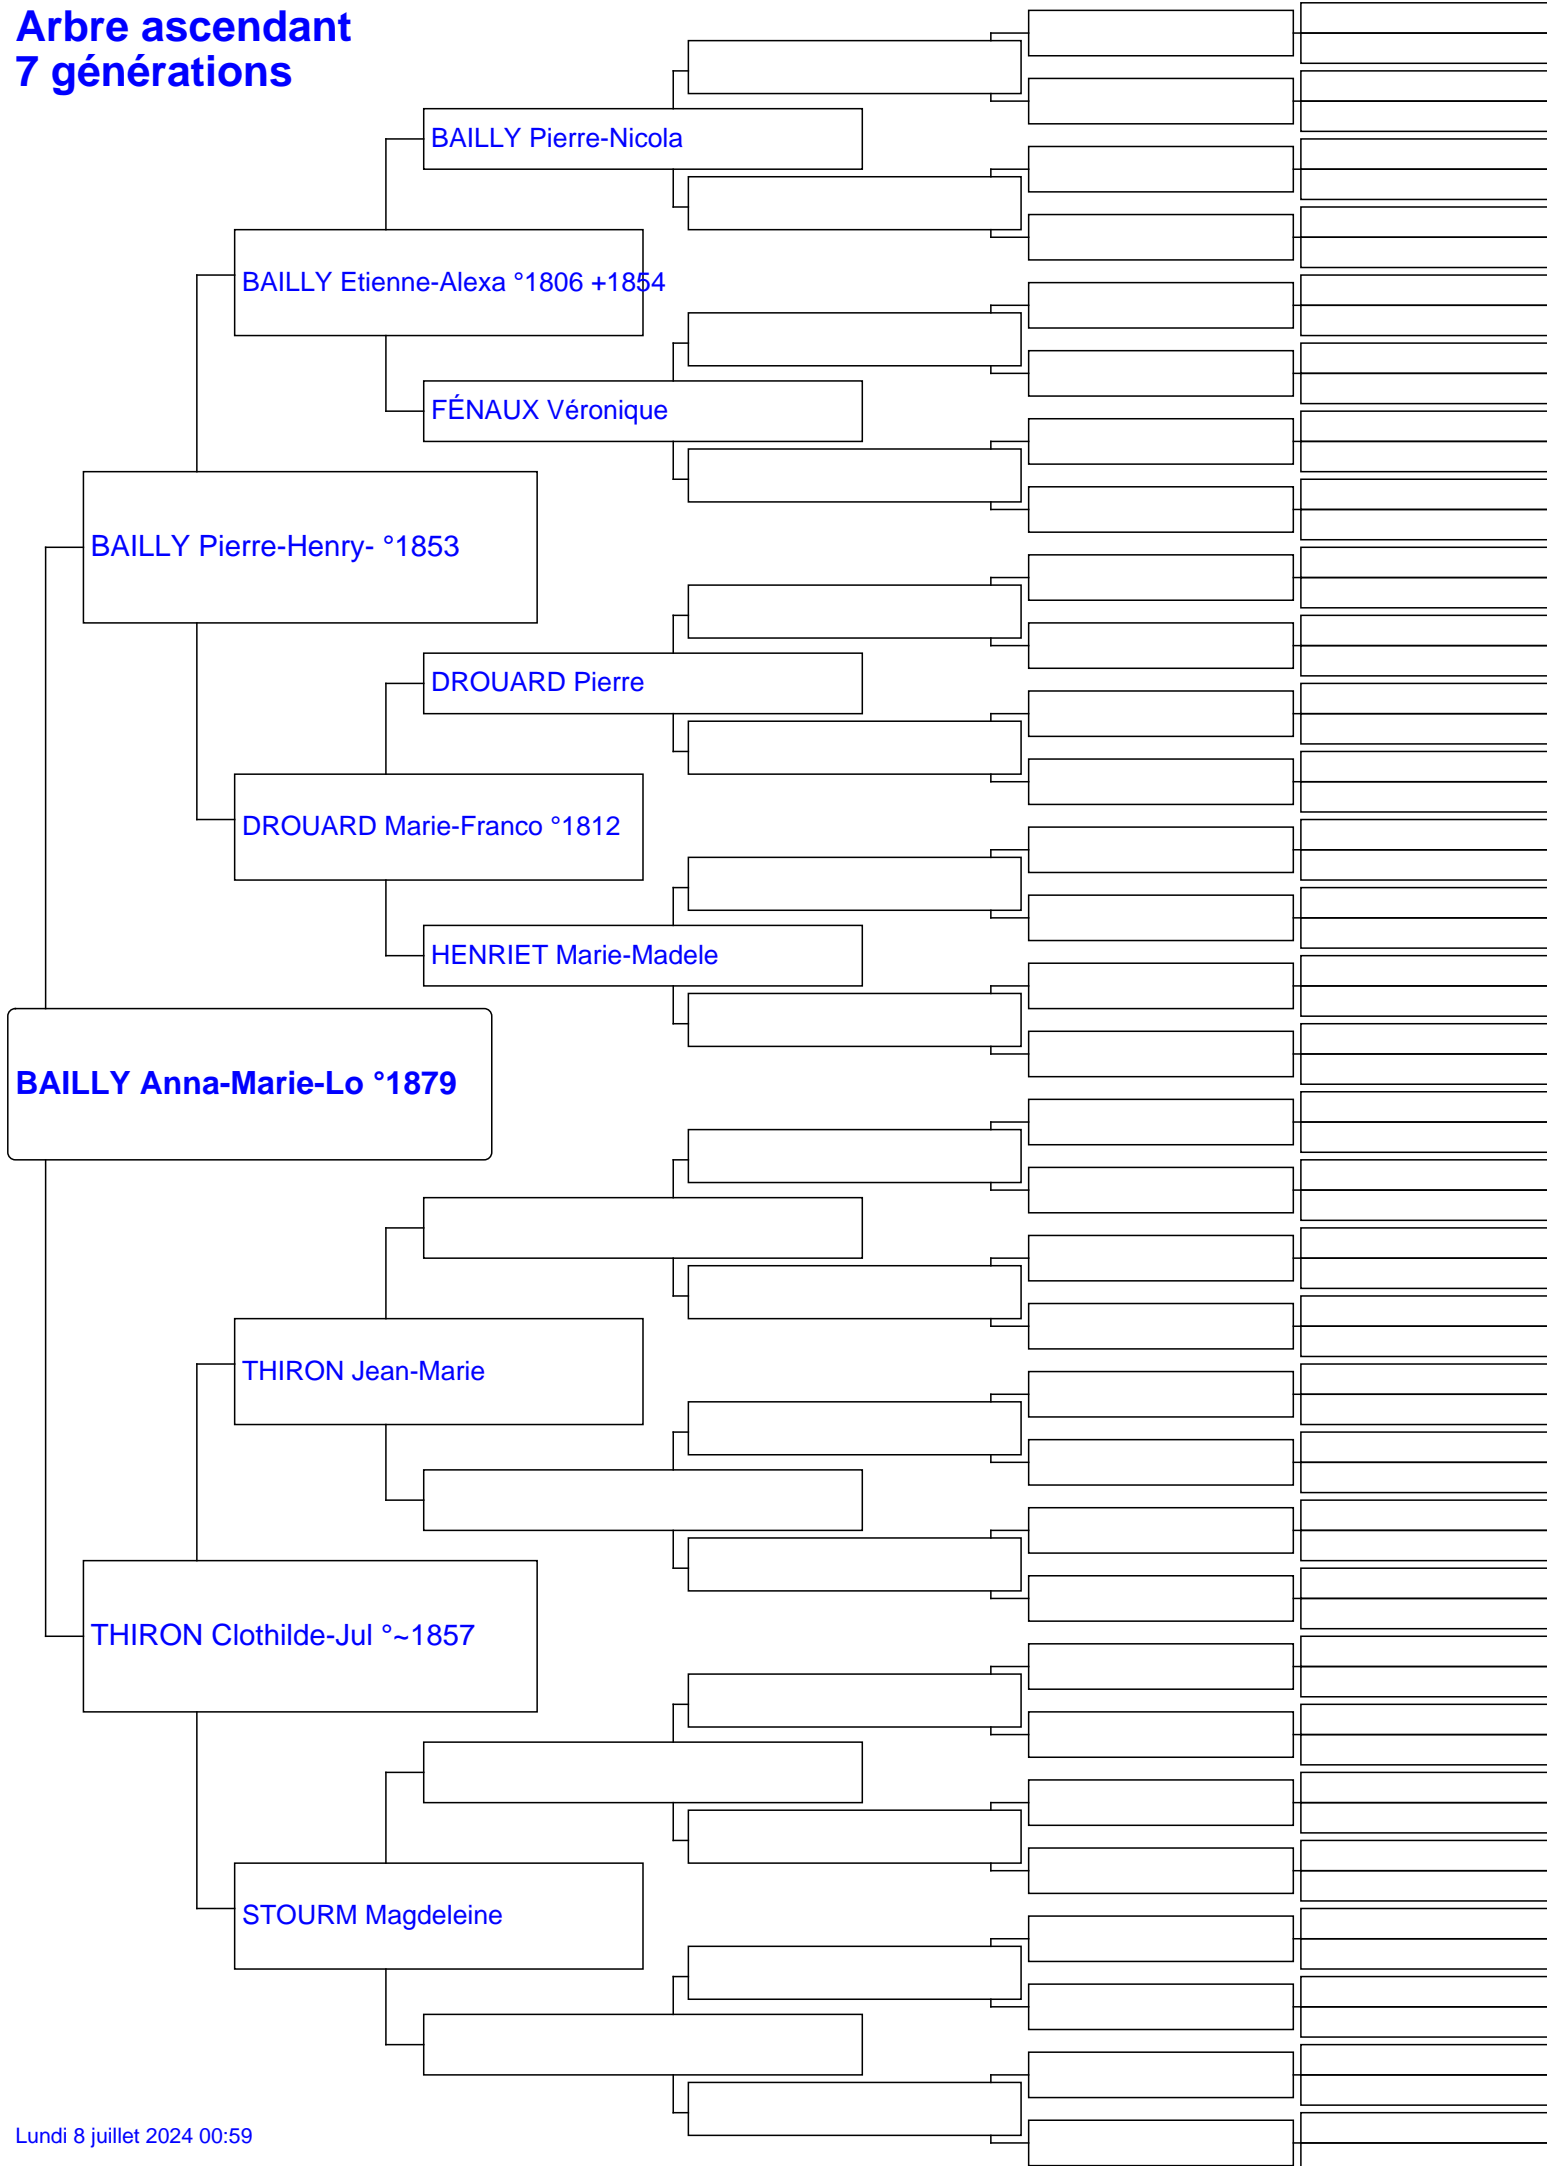 Arbre ascendant
7 générations
BAILLY Pierre-Nicola
BAILLY Etienne-Alexa °1806 +1854
FÉNAUX Véronique
BAILLY Pierre-Henry- °1853
DROUARD Pierre
DROUARD Marie-Franco °1812
HENRIET Marie-Madele
BAILLY Anna-Marie-Lo °1879
THIRON Jean-Marie
THIRON Clothilde-Jul °~1857
STOURM Magdeleine
Lundi 8 juillet 2024 00:59